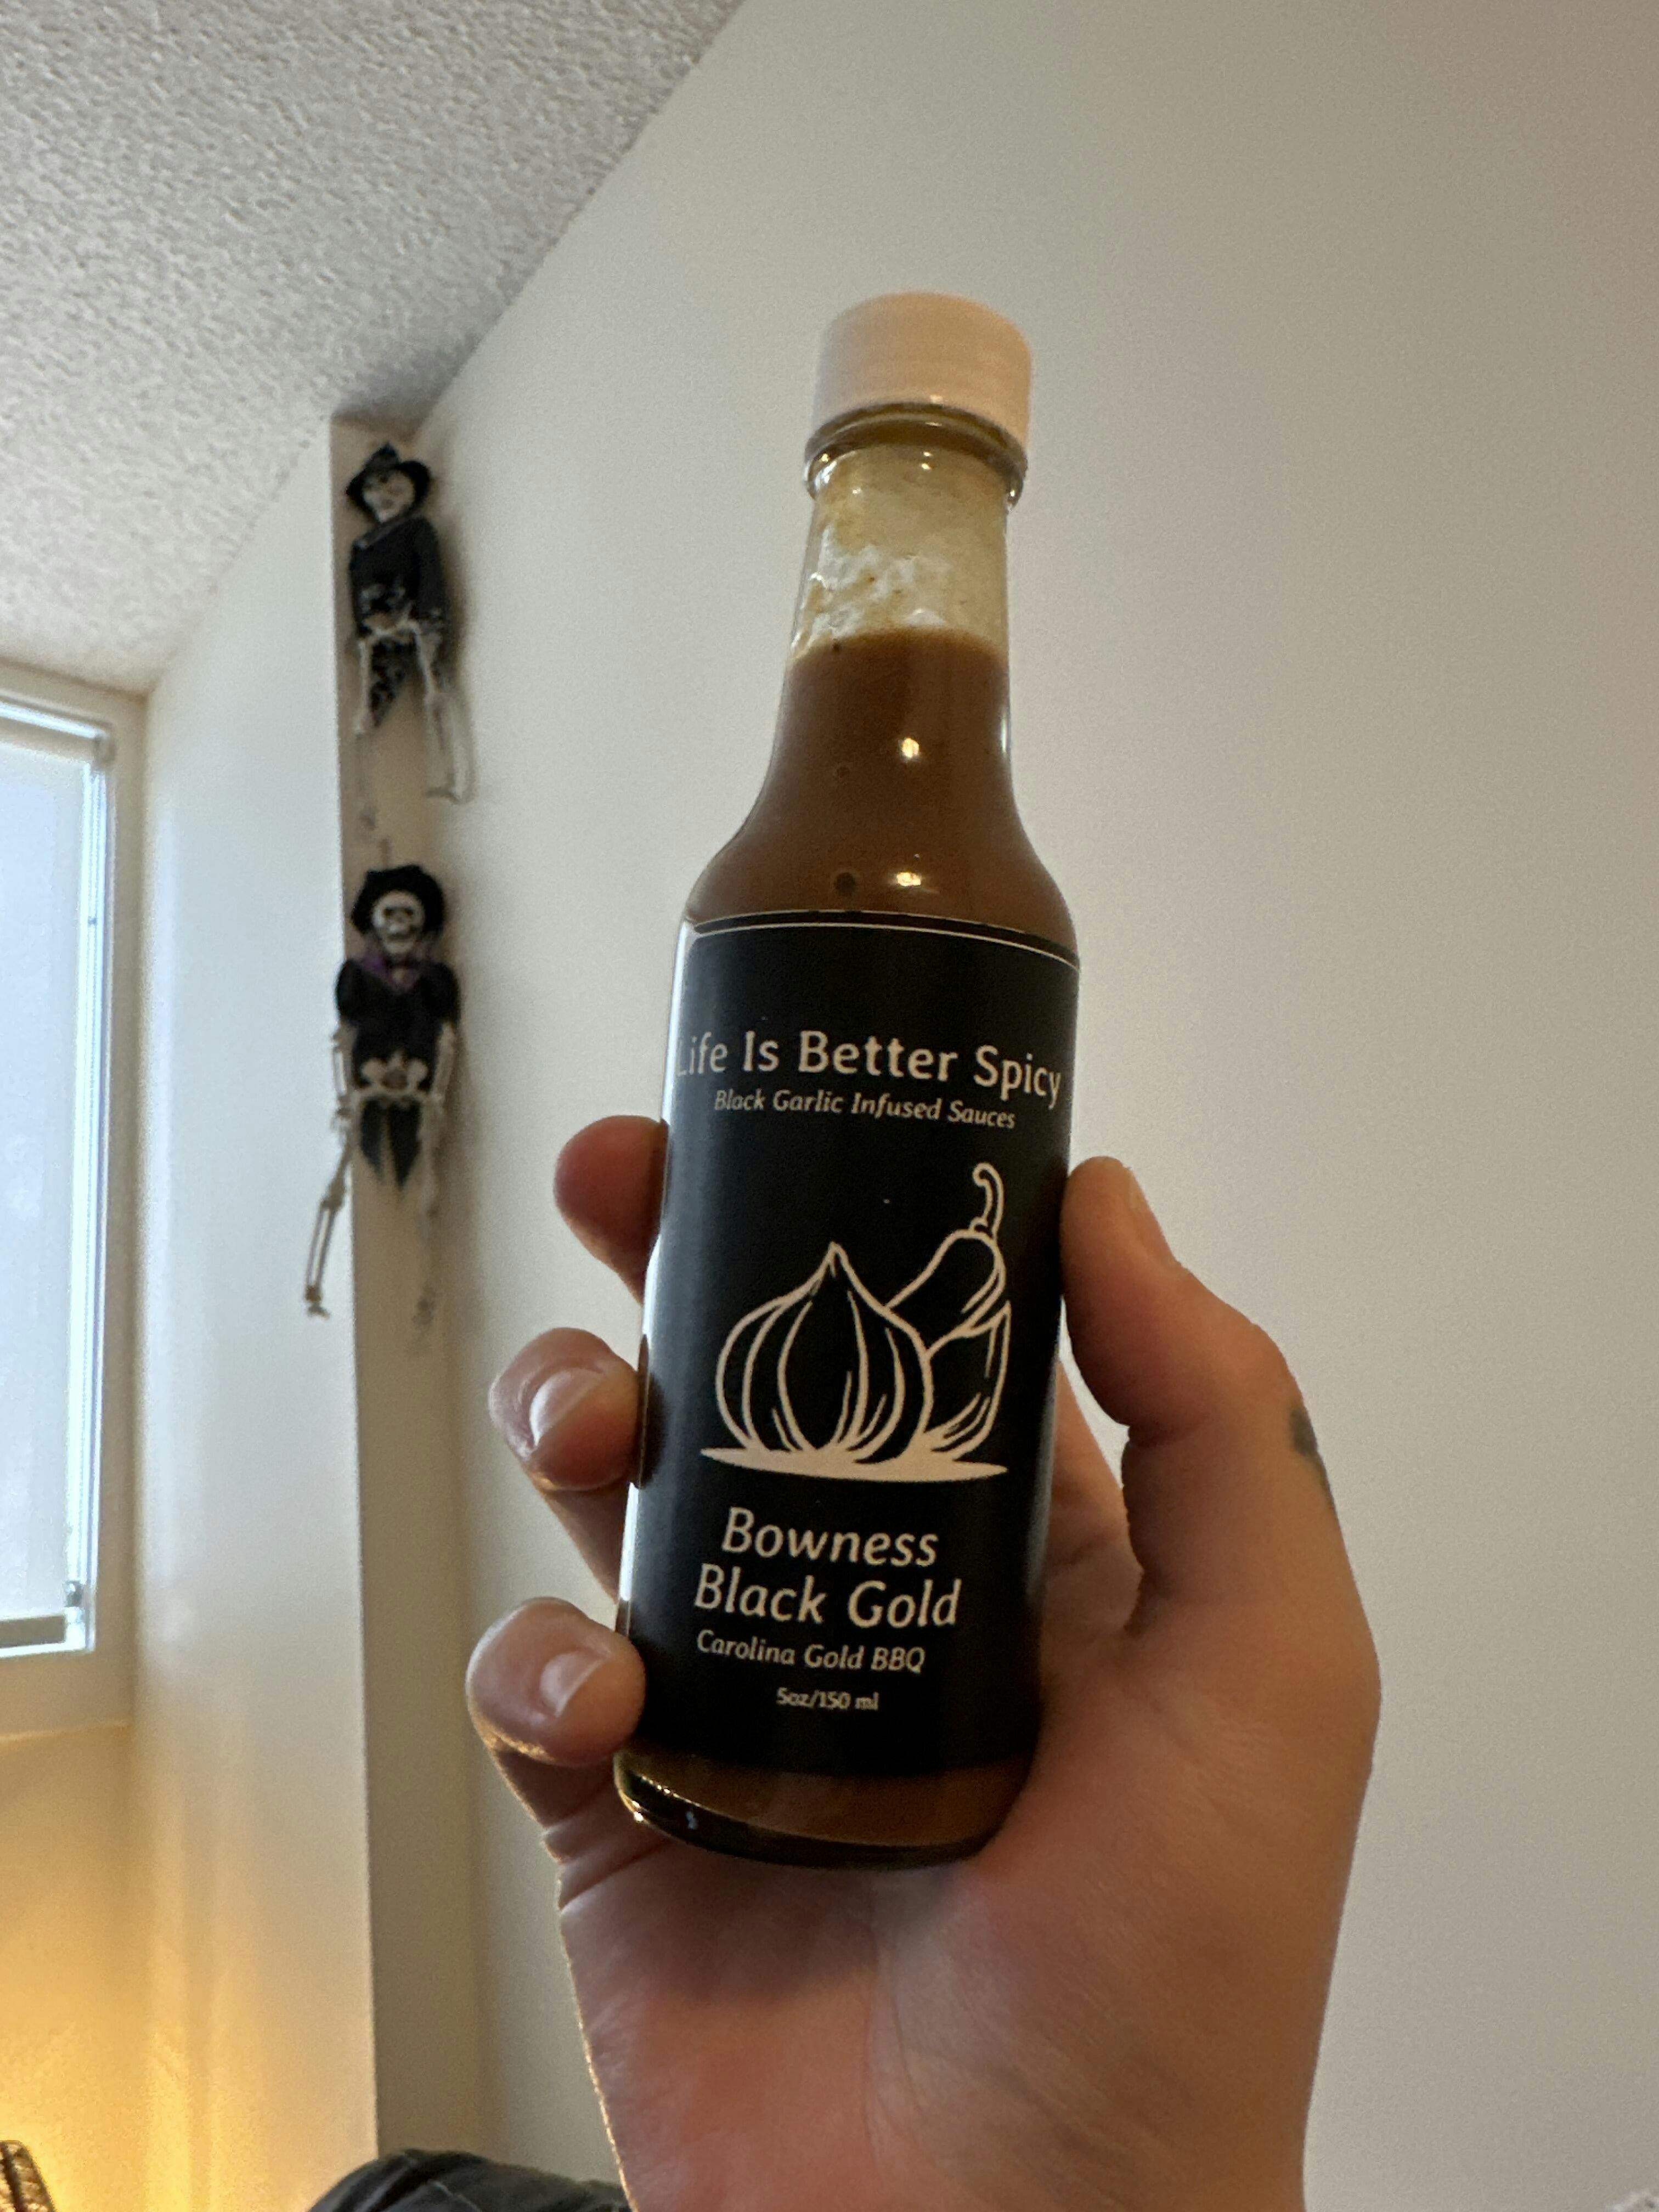 Life Is Better Spicy
Black Garlic Infused Sauces
Bowness
Black Gold
Carolina Gold BBQ
5oz/150 ml